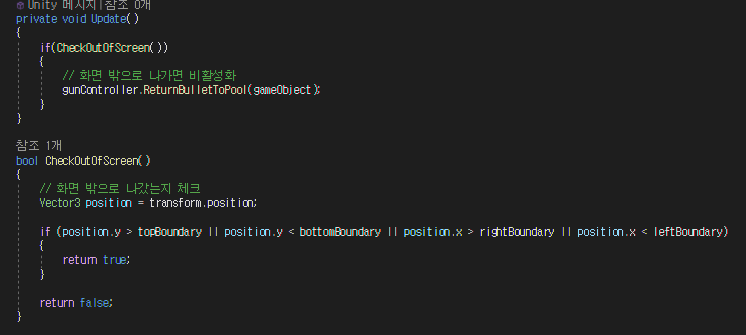 Unity 메시지|참조 0개
private void Update()
{
if(CheckOutOfScreen())
{
// 화면 밖으로 나가면 비활성화
gunController.ReturnBulletToPool(gameObject);
}
}
참조 1개
bool CheckOutOfScreen()
{
// 화면 밖으로 나갔는지 체크
Vector3 position = transform.position;
if (position.y > topBoundary || position.y < bottomBoundary || position.x > rightBoundary || position.x < leftBoundary)
{
return true;
}
return false;
}